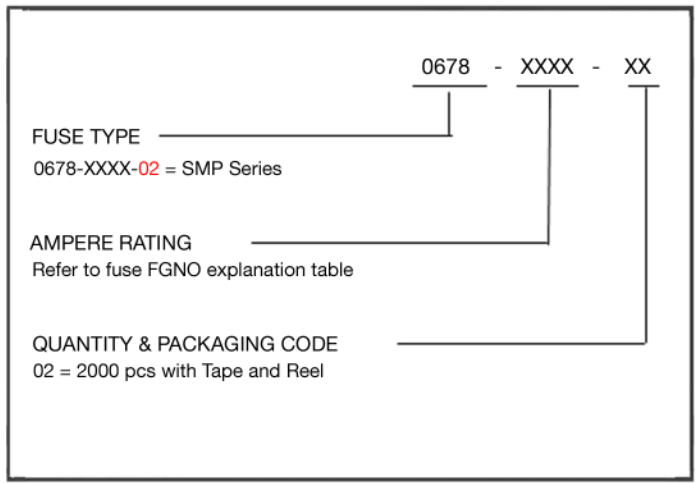 0678 - XXXX - XX
FUSE TYPE
0678-XXXX-02 = SMP Series
AMPERE RATING
Refer to fuse FGNO explanation table
QUANTITY & PACKAGING CODE
02 = 2000 pcs with Tape and Reel